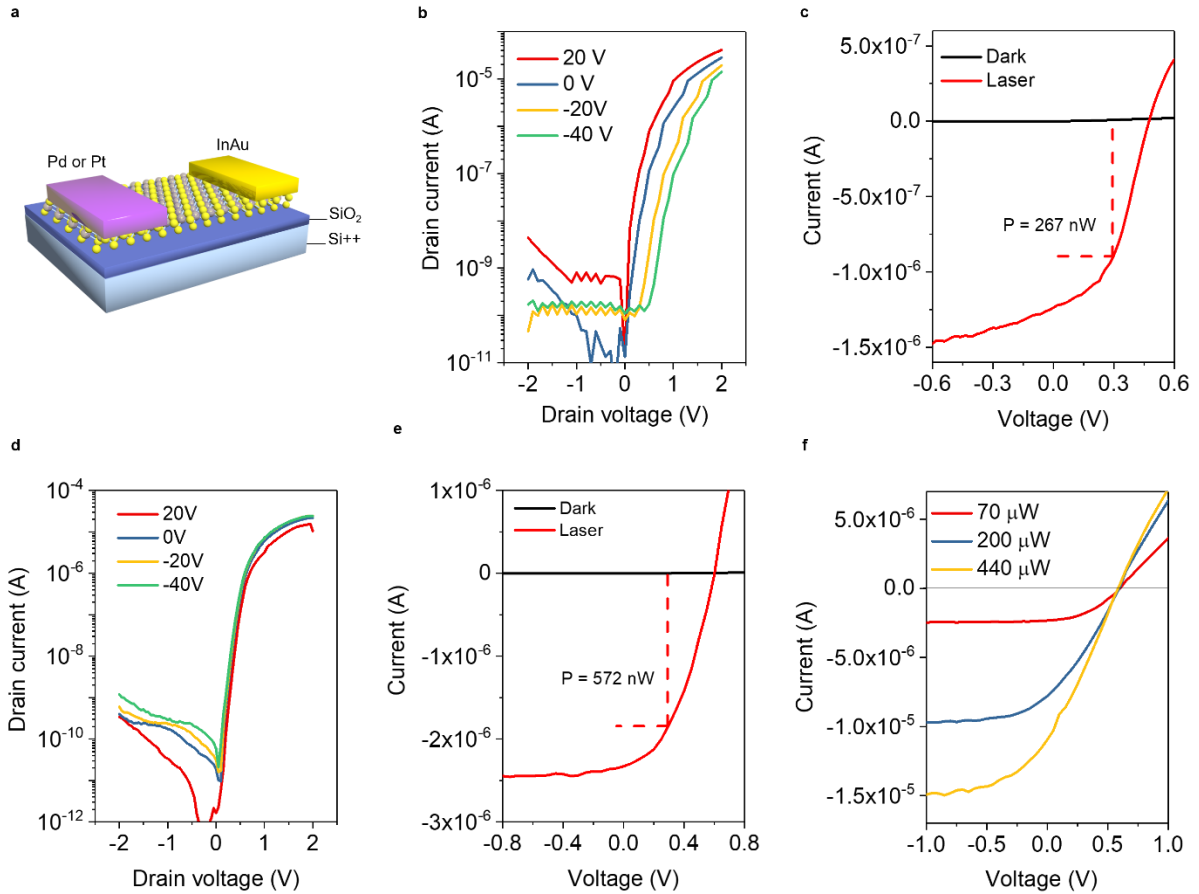 a
Pd or Pt
InAu
SiO₂
Si++
b
20 V
0 V
-20V
-40 V
10⁻⁵
10⁻⁷
10⁻⁹
10⁻¹¹
-2 -1 0 1 2
Drain current (A)
Drain voltage (V)
c
Dark
Laser
5.0x10⁻⁷
0.0
-5.0x10⁻⁷
-1.0x10⁻⁶
-1.5x10⁻⁶
P = 267 nW
-0.6 -0.3 0.0 0.3 0.6
Current (A)
Voltage (V)
d
20V
0V
-20V
-40V
10⁻⁴
10⁻⁶
10⁻⁸
10⁻¹⁰
10⁻¹²
-2 -1 0 1 2
Drain current (A)
Drain voltage (V)
e
Dark
Laser
1x10⁻⁶
0
-1x10⁻⁶
-2x10⁻⁶
-3x10⁻⁶
P = 572 nW
-0.8 -0.4 0.0 0.4 0.8
Current (A)
Voltage (V)
f
70 μW
200 μW
440 μW
5.0x10⁻⁶
0.0
-5.0x10⁻⁶
-1.0x10⁻⁵
-1.5x10⁻⁵
-1.0 -0.5 0.0 0.5 1.0
Current (A)
Voltage (V)